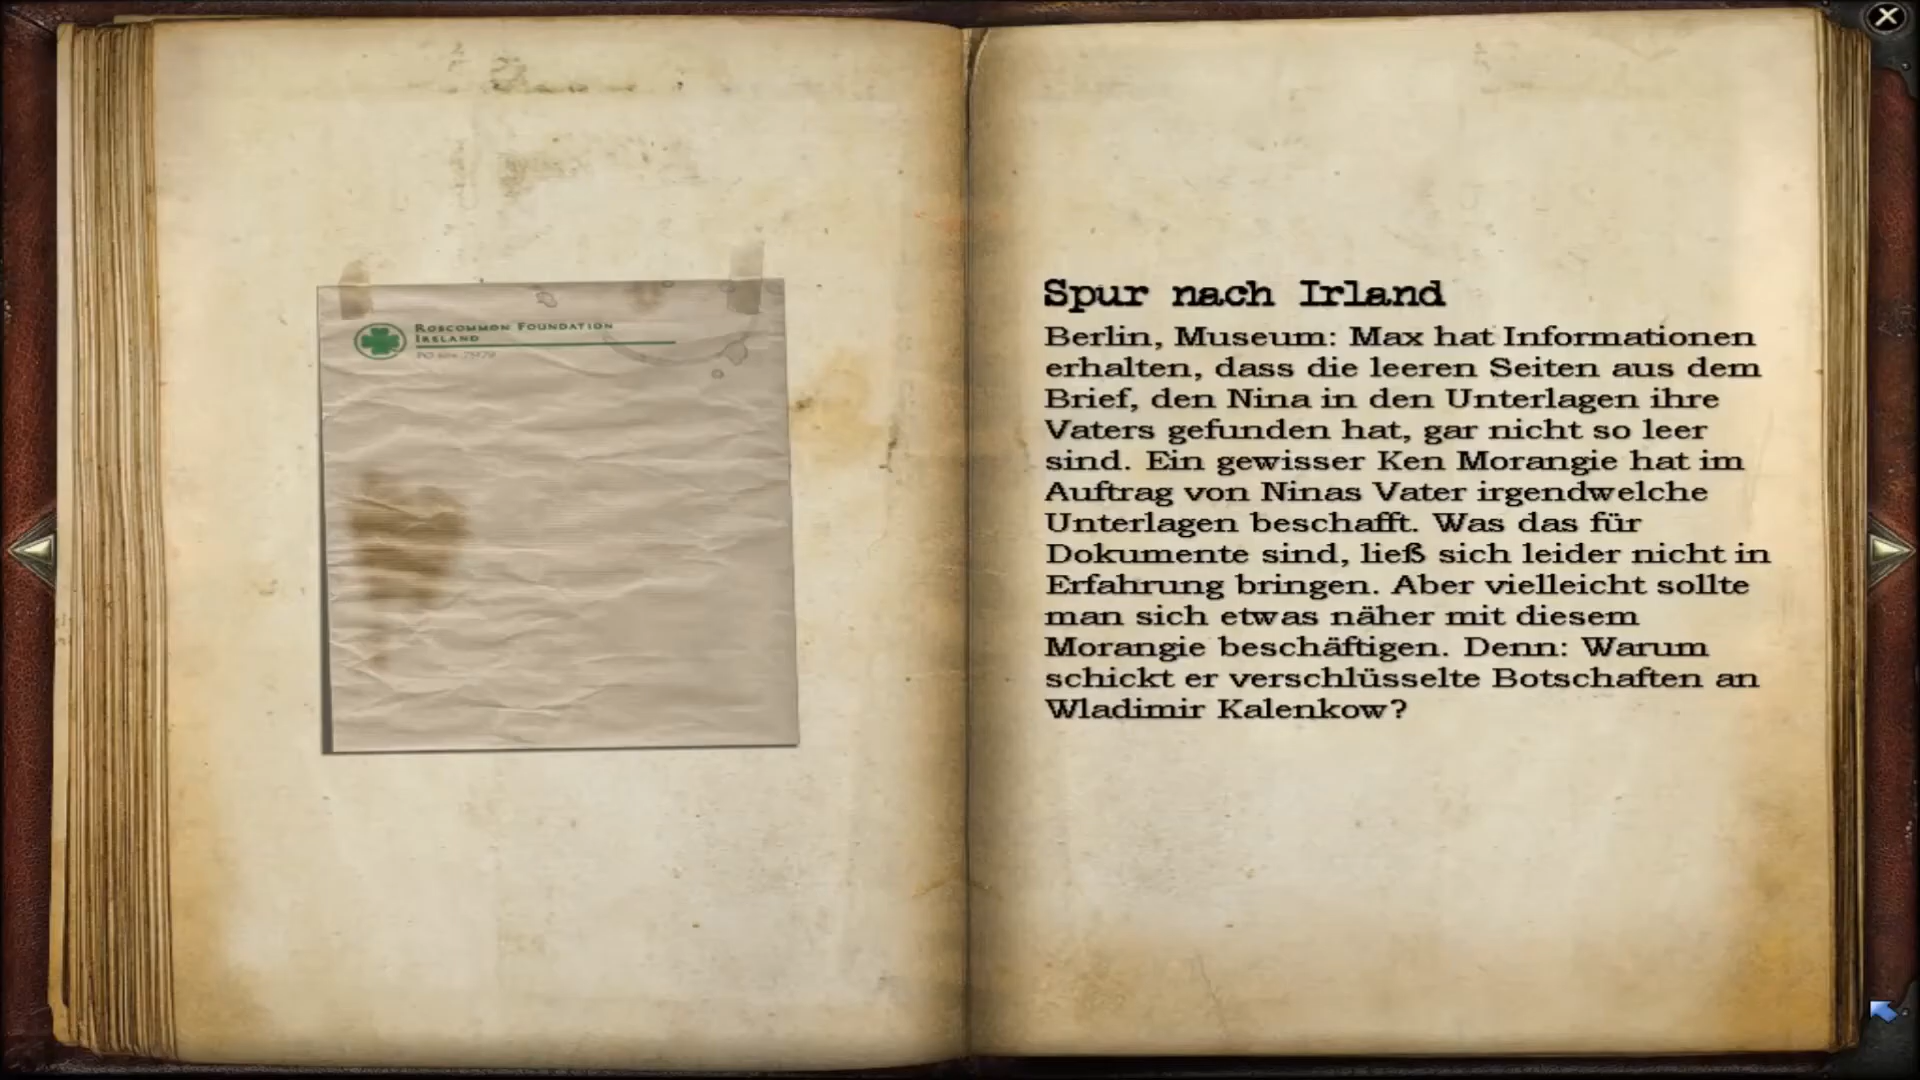 Roscommon Foundation
Ireland
Spur nach Irland
Berlin, Museum: Max hat Informationen
erhalten, dass die leeren Seiten aus dem
Brief, den Nina in den Unterlagen ihre
Vaters gefunden hat, gar nicht so leer
sind. Ein gewisser Ken Morangie hat im
Auftrag von Ninas Vater irgendwelche
Unterlagen beschafft. Was das für
Dokumente sind, ließ sich leider nicht in
Erfahrung bringen. Aber vielleicht sollte
man sich etwas näher mit diesem
Morangie beschäftigen. Denn: Warum
schickt er verschlüsselte Botschaften an
Wladimir Kalenkow?